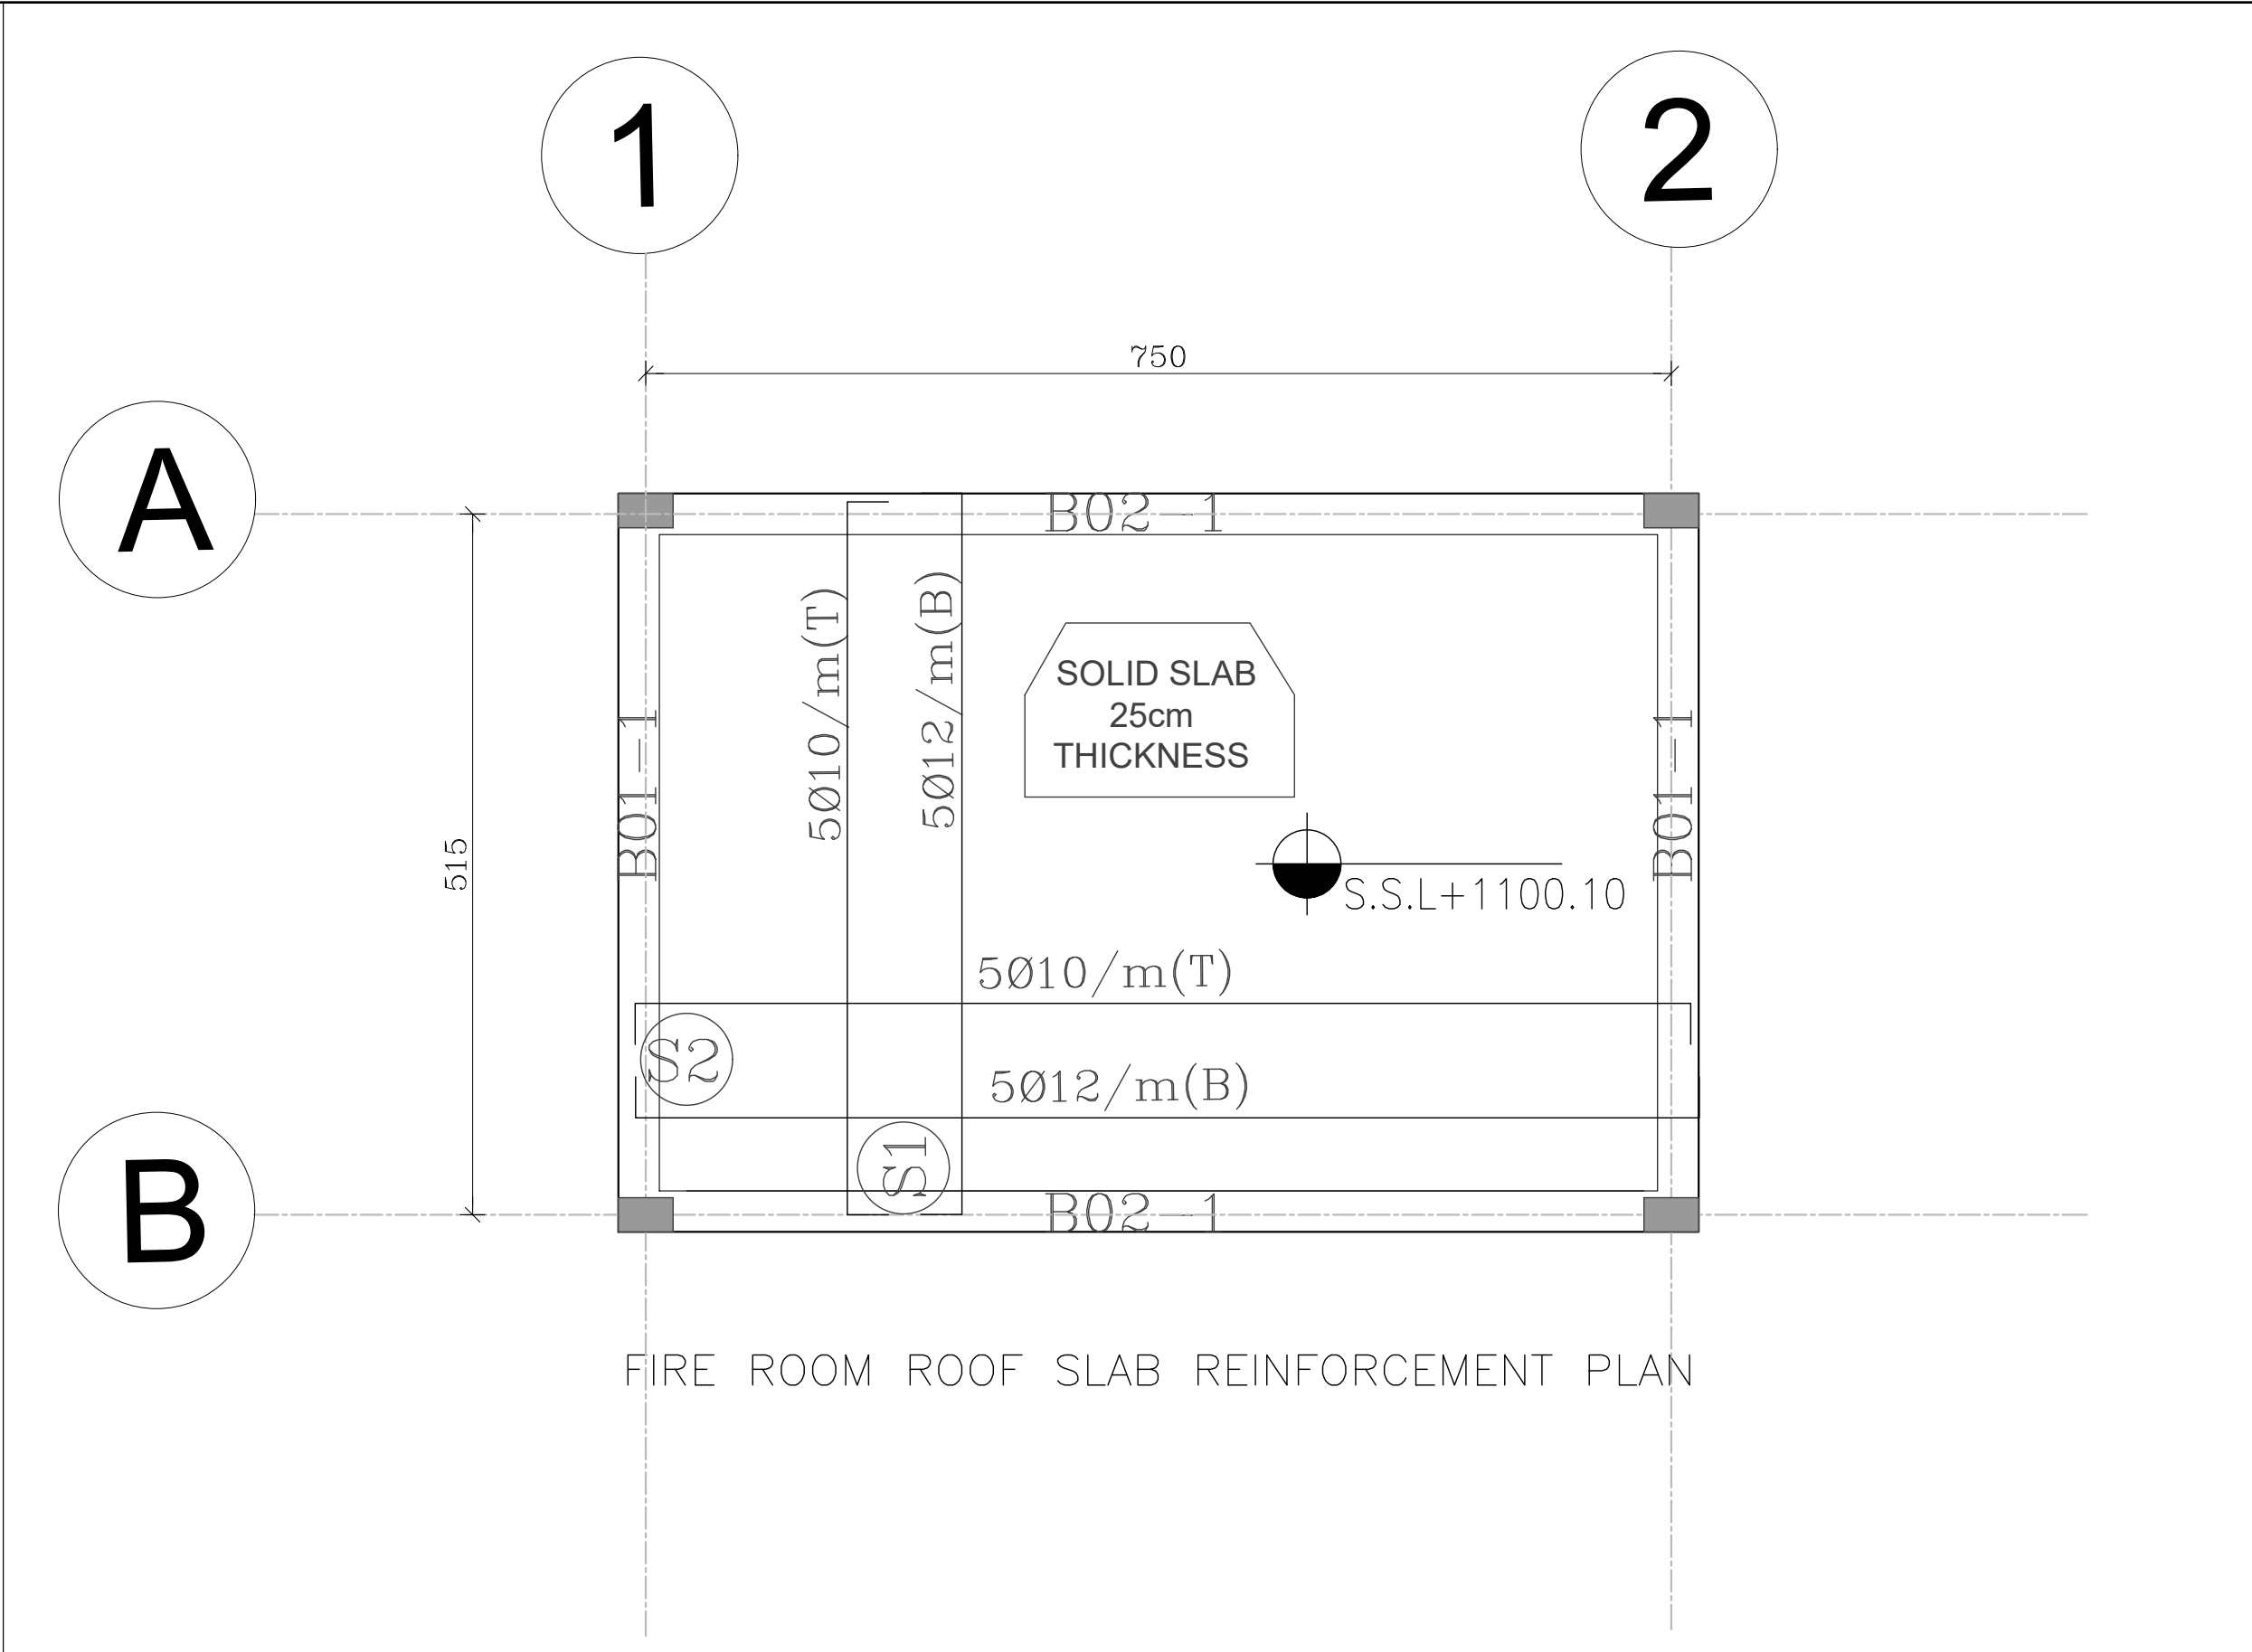 1
2
750
A
B02-1
5Ø10/m(T)
5Ø12/m(B)
SOLID SLAB
25cm
THICKNESS
B01-1
B01-1
515
S.S.L+1100.10
5Ø10/m(T)
S2
5Ø12/m(B)
S1
B
B02-1
FIRE ROOM ROOF SLAB REINFORCEMENT PLAN